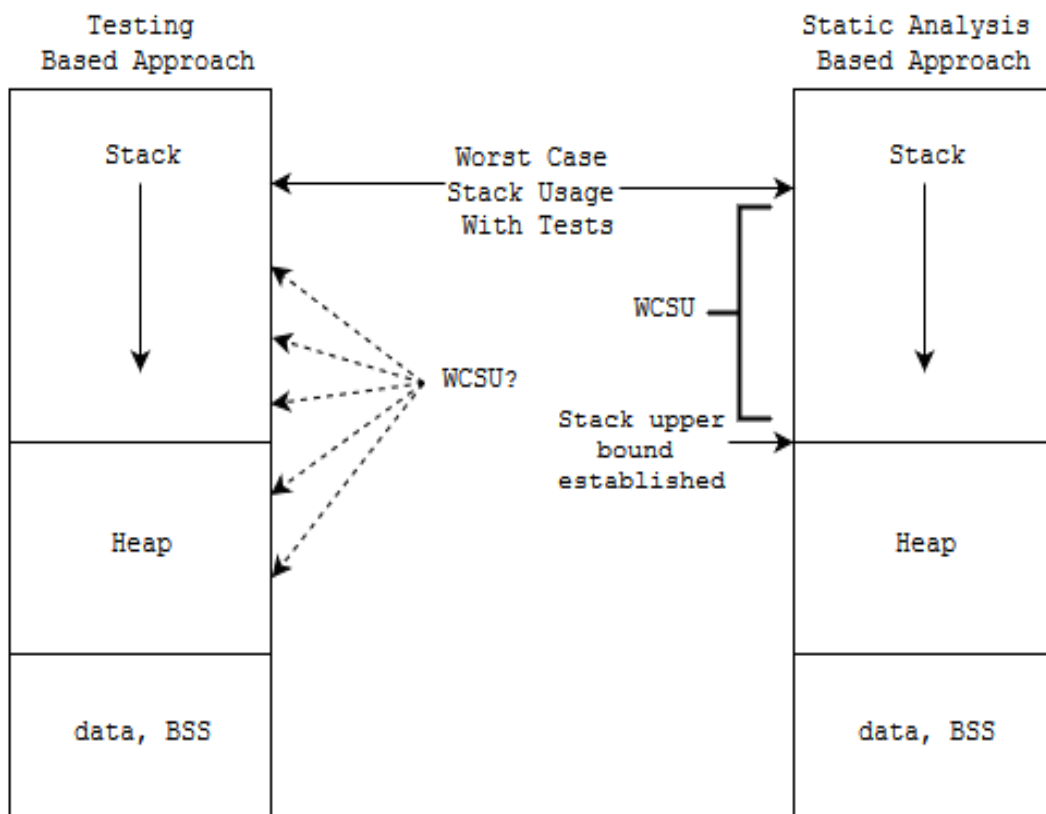 Testing
Based Approach
Static Analysis
Based Approach
Stack
Worst Case
Stack Usage
With Tests
Stack
WCSU
WCSU?
Stack upper
bound
established
Heap
Heap
data, BSS
data, BSS